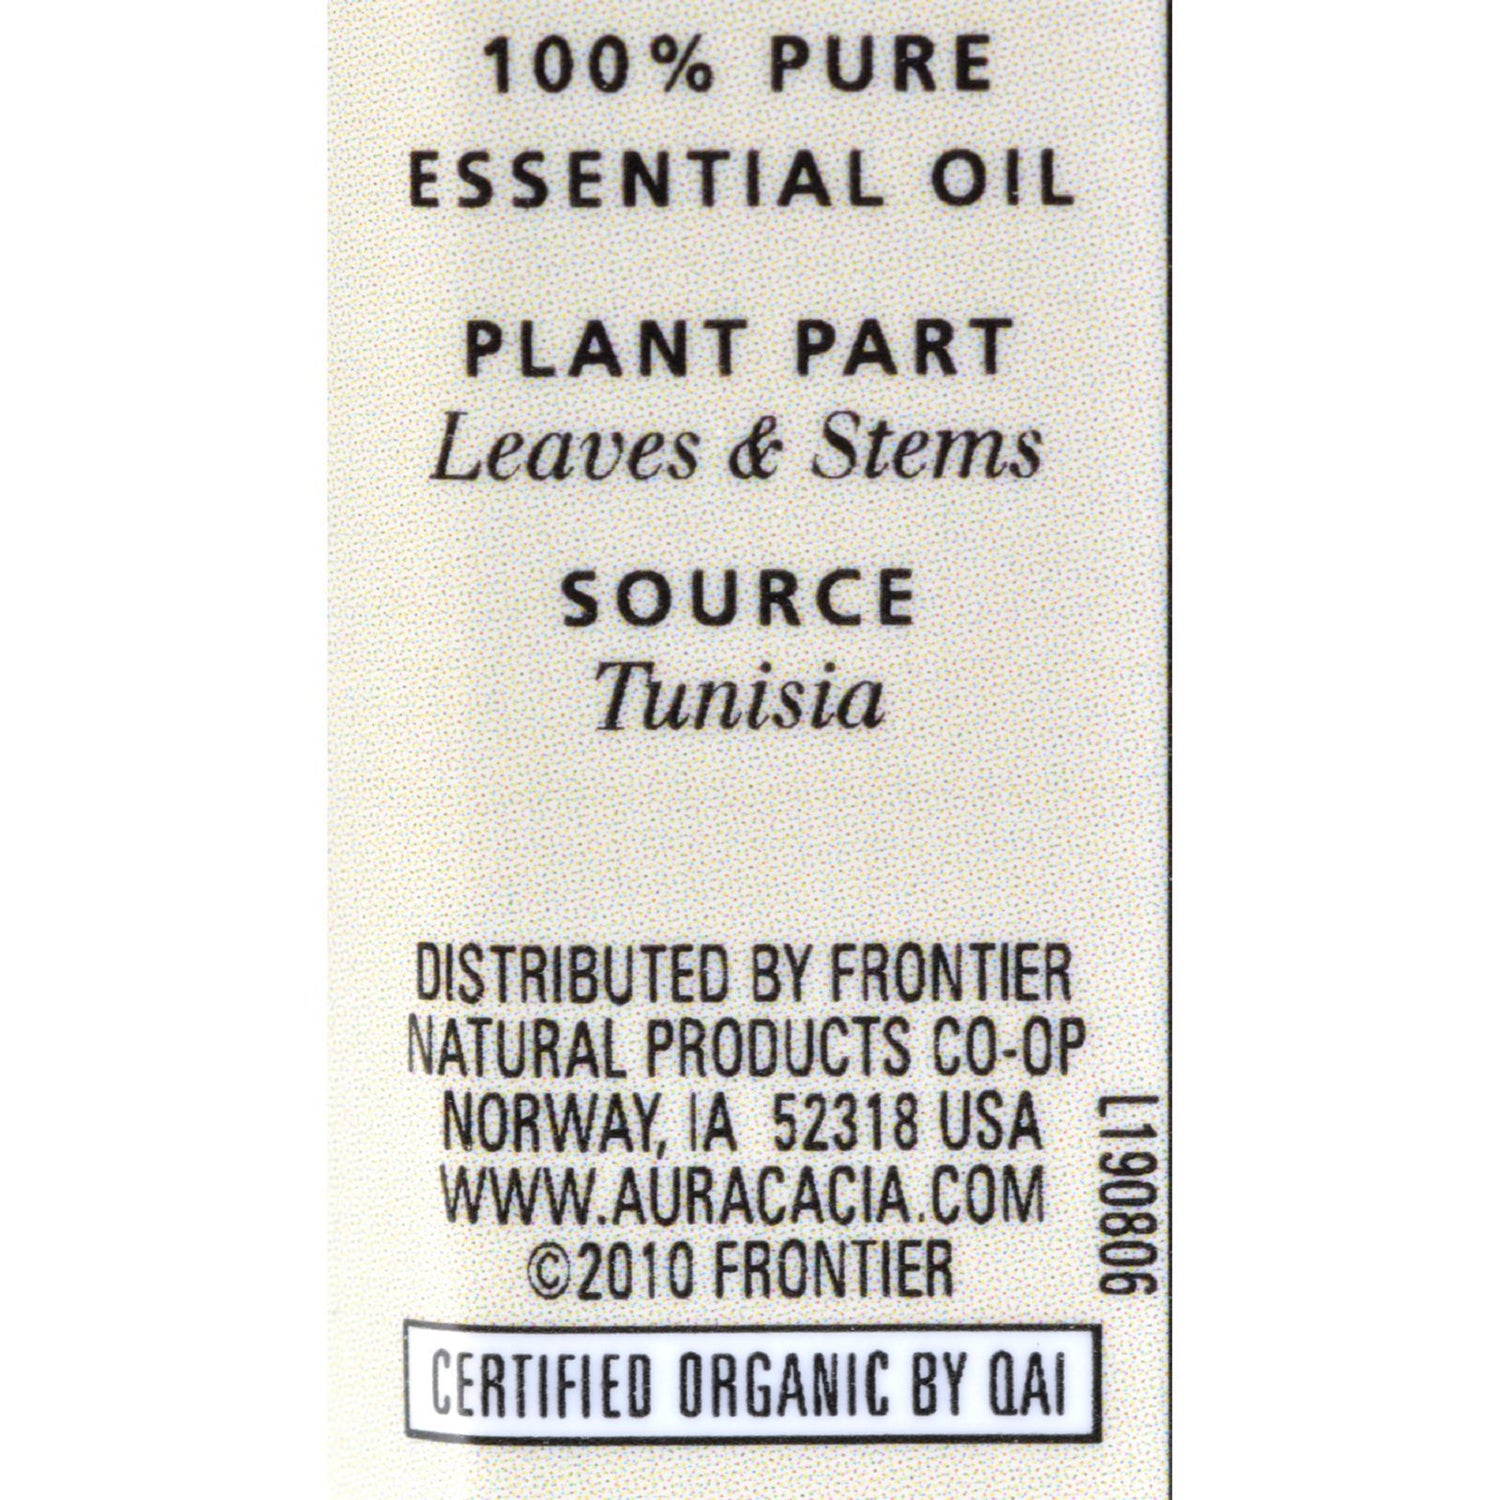 100% PURE
ESSENTIAL OIL
PLANT PART
Leaves & Stems
SOURCE
Tunisia
DISTRIBUTED BY FRONTIER
NATURAL PRODUCTS CO-OP
NORWAY, IA 52318 USA
WWW.AURACACIA.COM
©2010 FRONTIER
L190806
CERTIFIED ORGANIC BY QAI